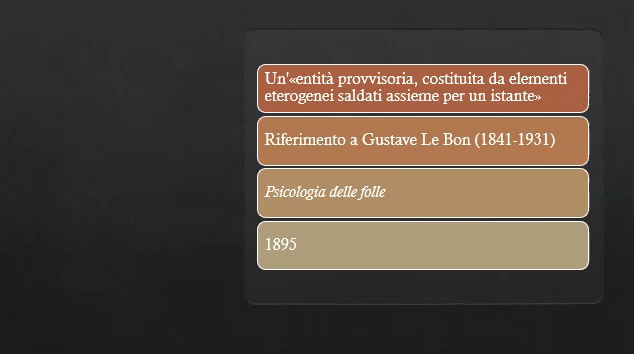 Un'«entità provvisoria, costituita da elementi
eterogenei saldati assieme per un istante»
Riferimento a Gustave Le Bon (1841-1931)
Psicologia delle folle
1895